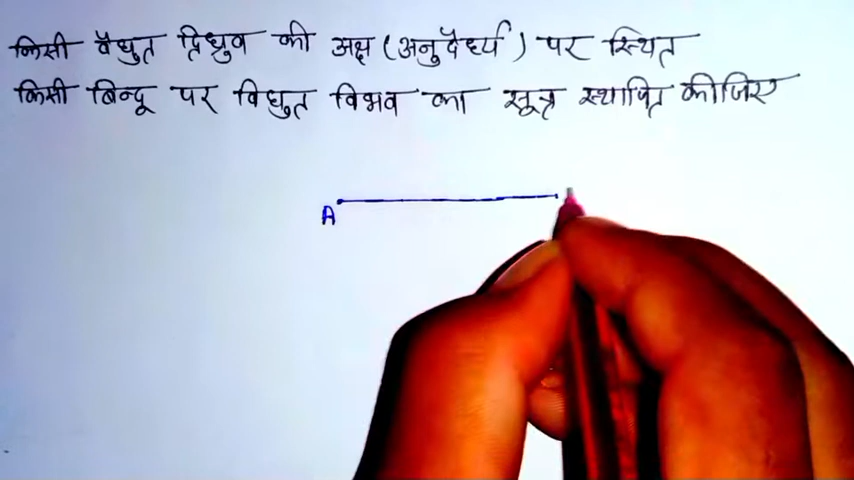 किसी वैधुत द्विध्रुव की अक्ष (अनुदैर्ध्य) पर स्थित
किसी बिन्दू पर विधुत विभव का सूत्र स्थापित कीजिए
A